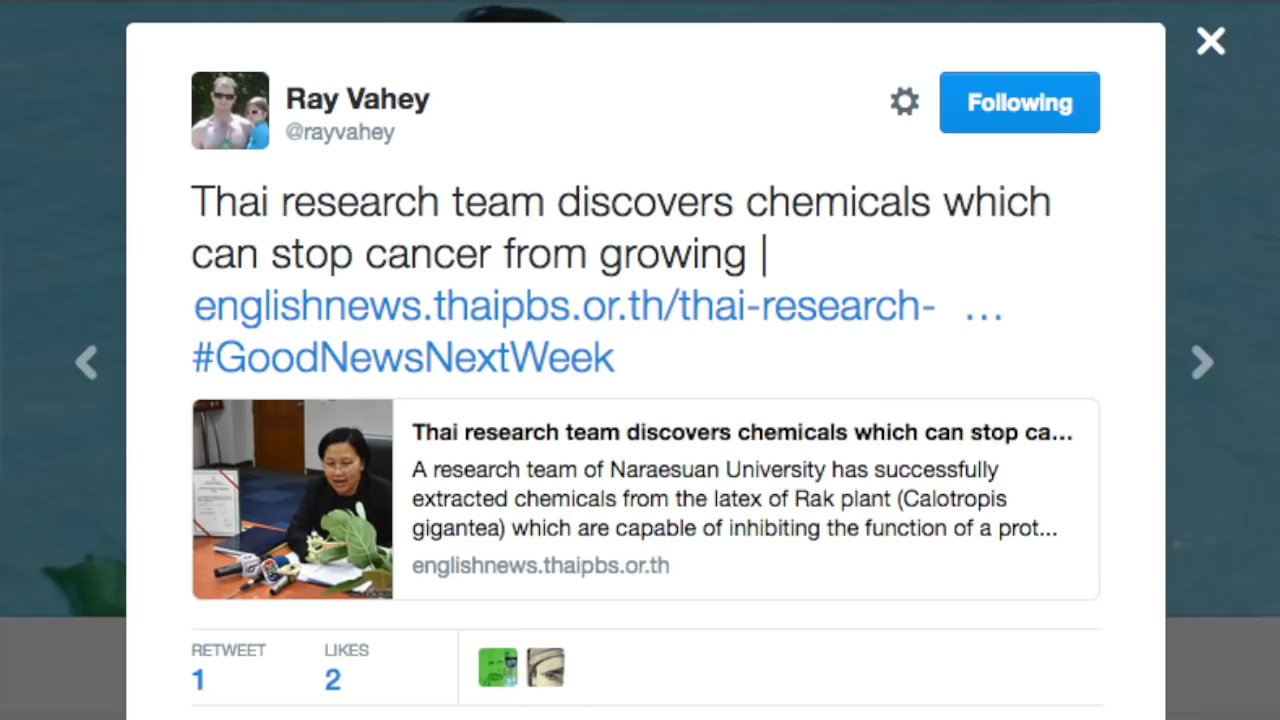 Ray Vahey
@rayvahey
Following
Thai research team discovers chemicals which
can stop cancer from growing |
englishnews.thaipbs.or.th/thai-research- …
#GoodNewsNextWeek
Thai research team discovers chemicals which can stop ca...
A research team of Naraesuan University has successfully
extracted chemicals from the latex of Rak plant (Calotropis
gigantea) which are capable of inhibiting the function of a prot...
englishnews.thaipbs.or.th
RETWEET
1
LIKES
2